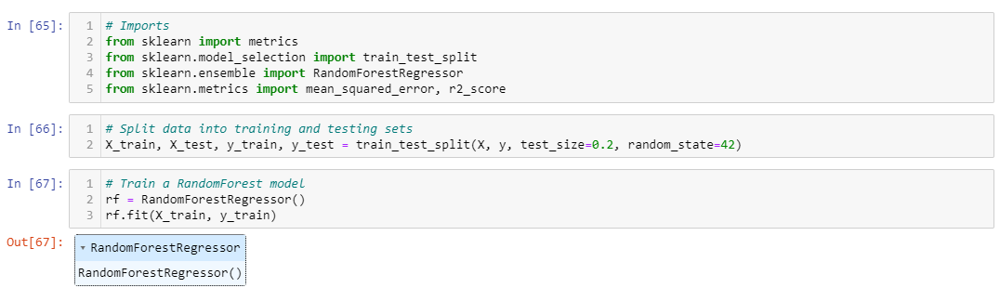 In [65]:
1 # Imports
2 from sklearn import metrics
3 from sklearn.model_selection import train_test_split
4 from sklearn.ensemble import RandomForestRegressor
5 from sklearn.metrics import mean_squared_error, r2_score
In [66]:
1 # Split data into training and testing sets
2 X_train, X_test, y_train, y_test = train_test_split(X, y, test_size=0.2, random_state=42)
In [67]:
1 # Train a RandomForest model
2 rf = RandomForestRegressor()
3 rf.fit(X_train, y_train)
Out[67]:
▾ RandomForestRegressor
RandomForestRegressor()